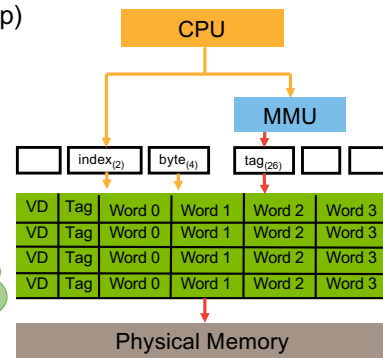 p)
CPU
MMU
index(2) byte(4) tag(26)
VD Tag Word 0 Word 1 Word 2 Word 3
VD Tag Word 0 Word 1 Word 2 Word 3
VD Tag Word 0 Word 1 Word 2 Word 3
VD Tag Word 0 Word 1 Word 2 Word 3
Physical Memory